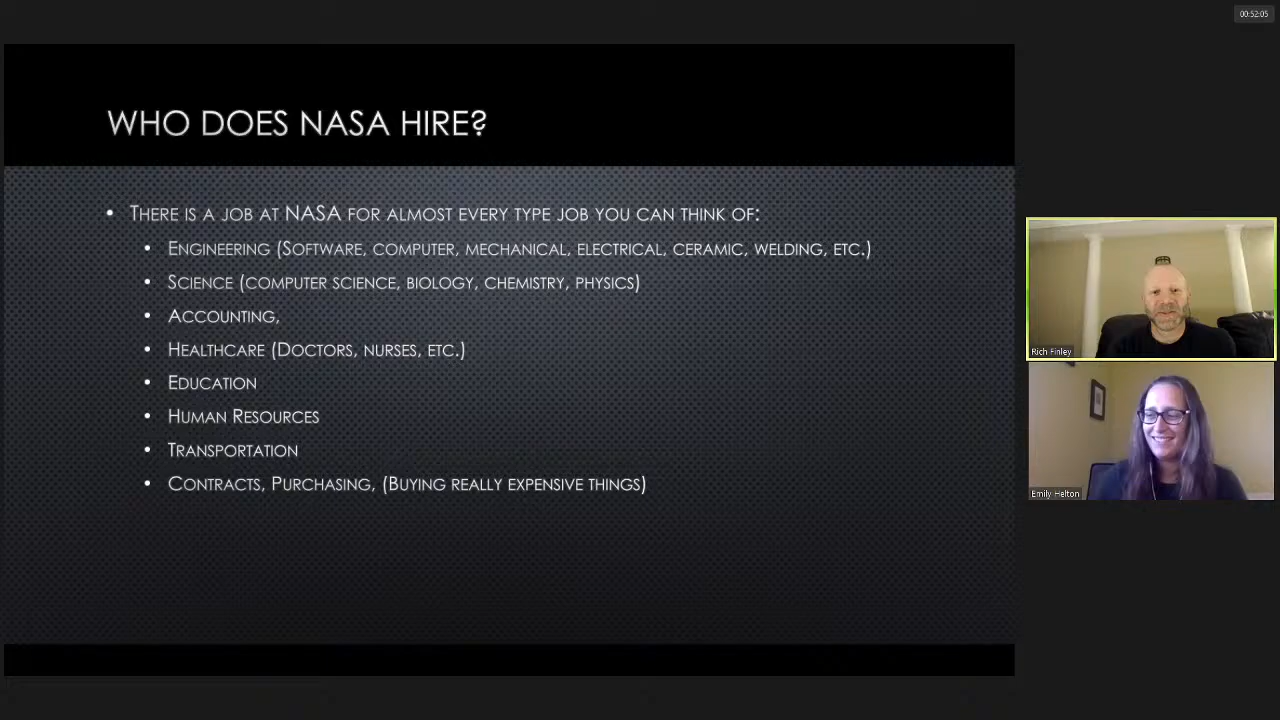 00:52:05
WHO DOES NASA HIRE?
• THERE IS A JOB AT NASA FOR ALMOST EVERY TYPE JOB YOU CAN THINK OF:
• ENGINEERING (SOFTWARE, COMPUTER, MECHANICAL, ELECTRICAL, CERAMIC, WELDING, ETC.)
• SCIENCE (COMPUTER SCIENCE, BIOLOGY, CHEMISTRY, PHYSICS)
• ACCOUNTING,
• HEALTHCARE (DOCTORS, NURSES, ETC.)
• EDUCATION
• HUMAN RESOURCES
• TRANSPORTATION
• CONTRACTS, PURCHASING, (BUYING REALLY EXPENSIVE THINGS)
Rich Finley
Emily Helton